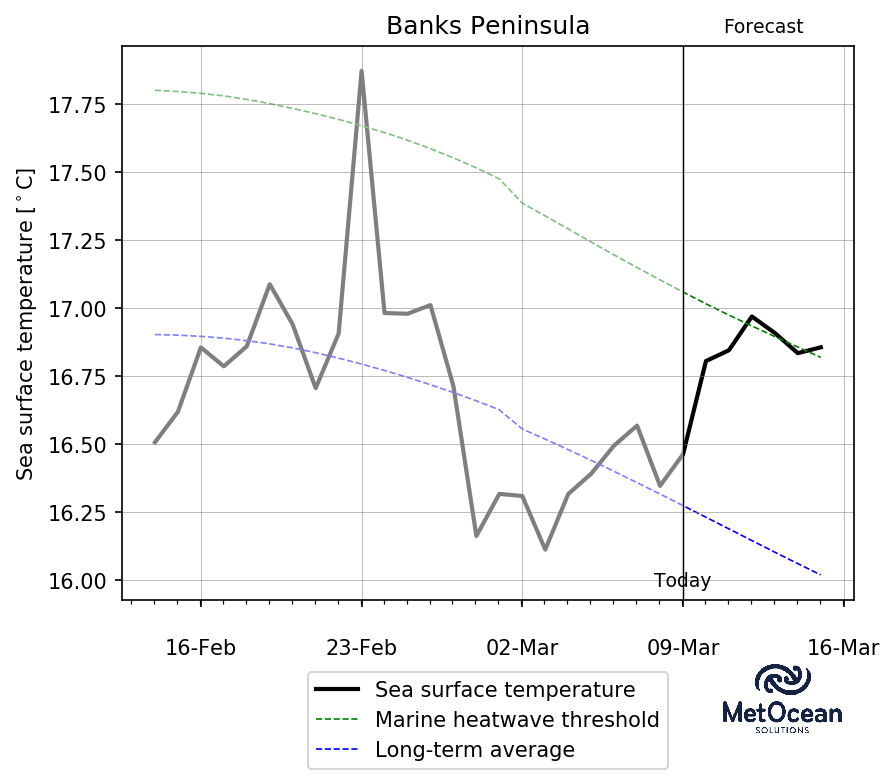 Banks Peninsula
Forecast
Sea surface temperature [°C]
17.75
17.50
17.25
17.00
16.75
16.50
16.25
16.00
Today
16-Feb
23-Feb
02-Mar
09-Mar
16-Mar
Sea surface temperature
Marine heatwave threshold
Long-term average
MetOcean
SOLUTIONS